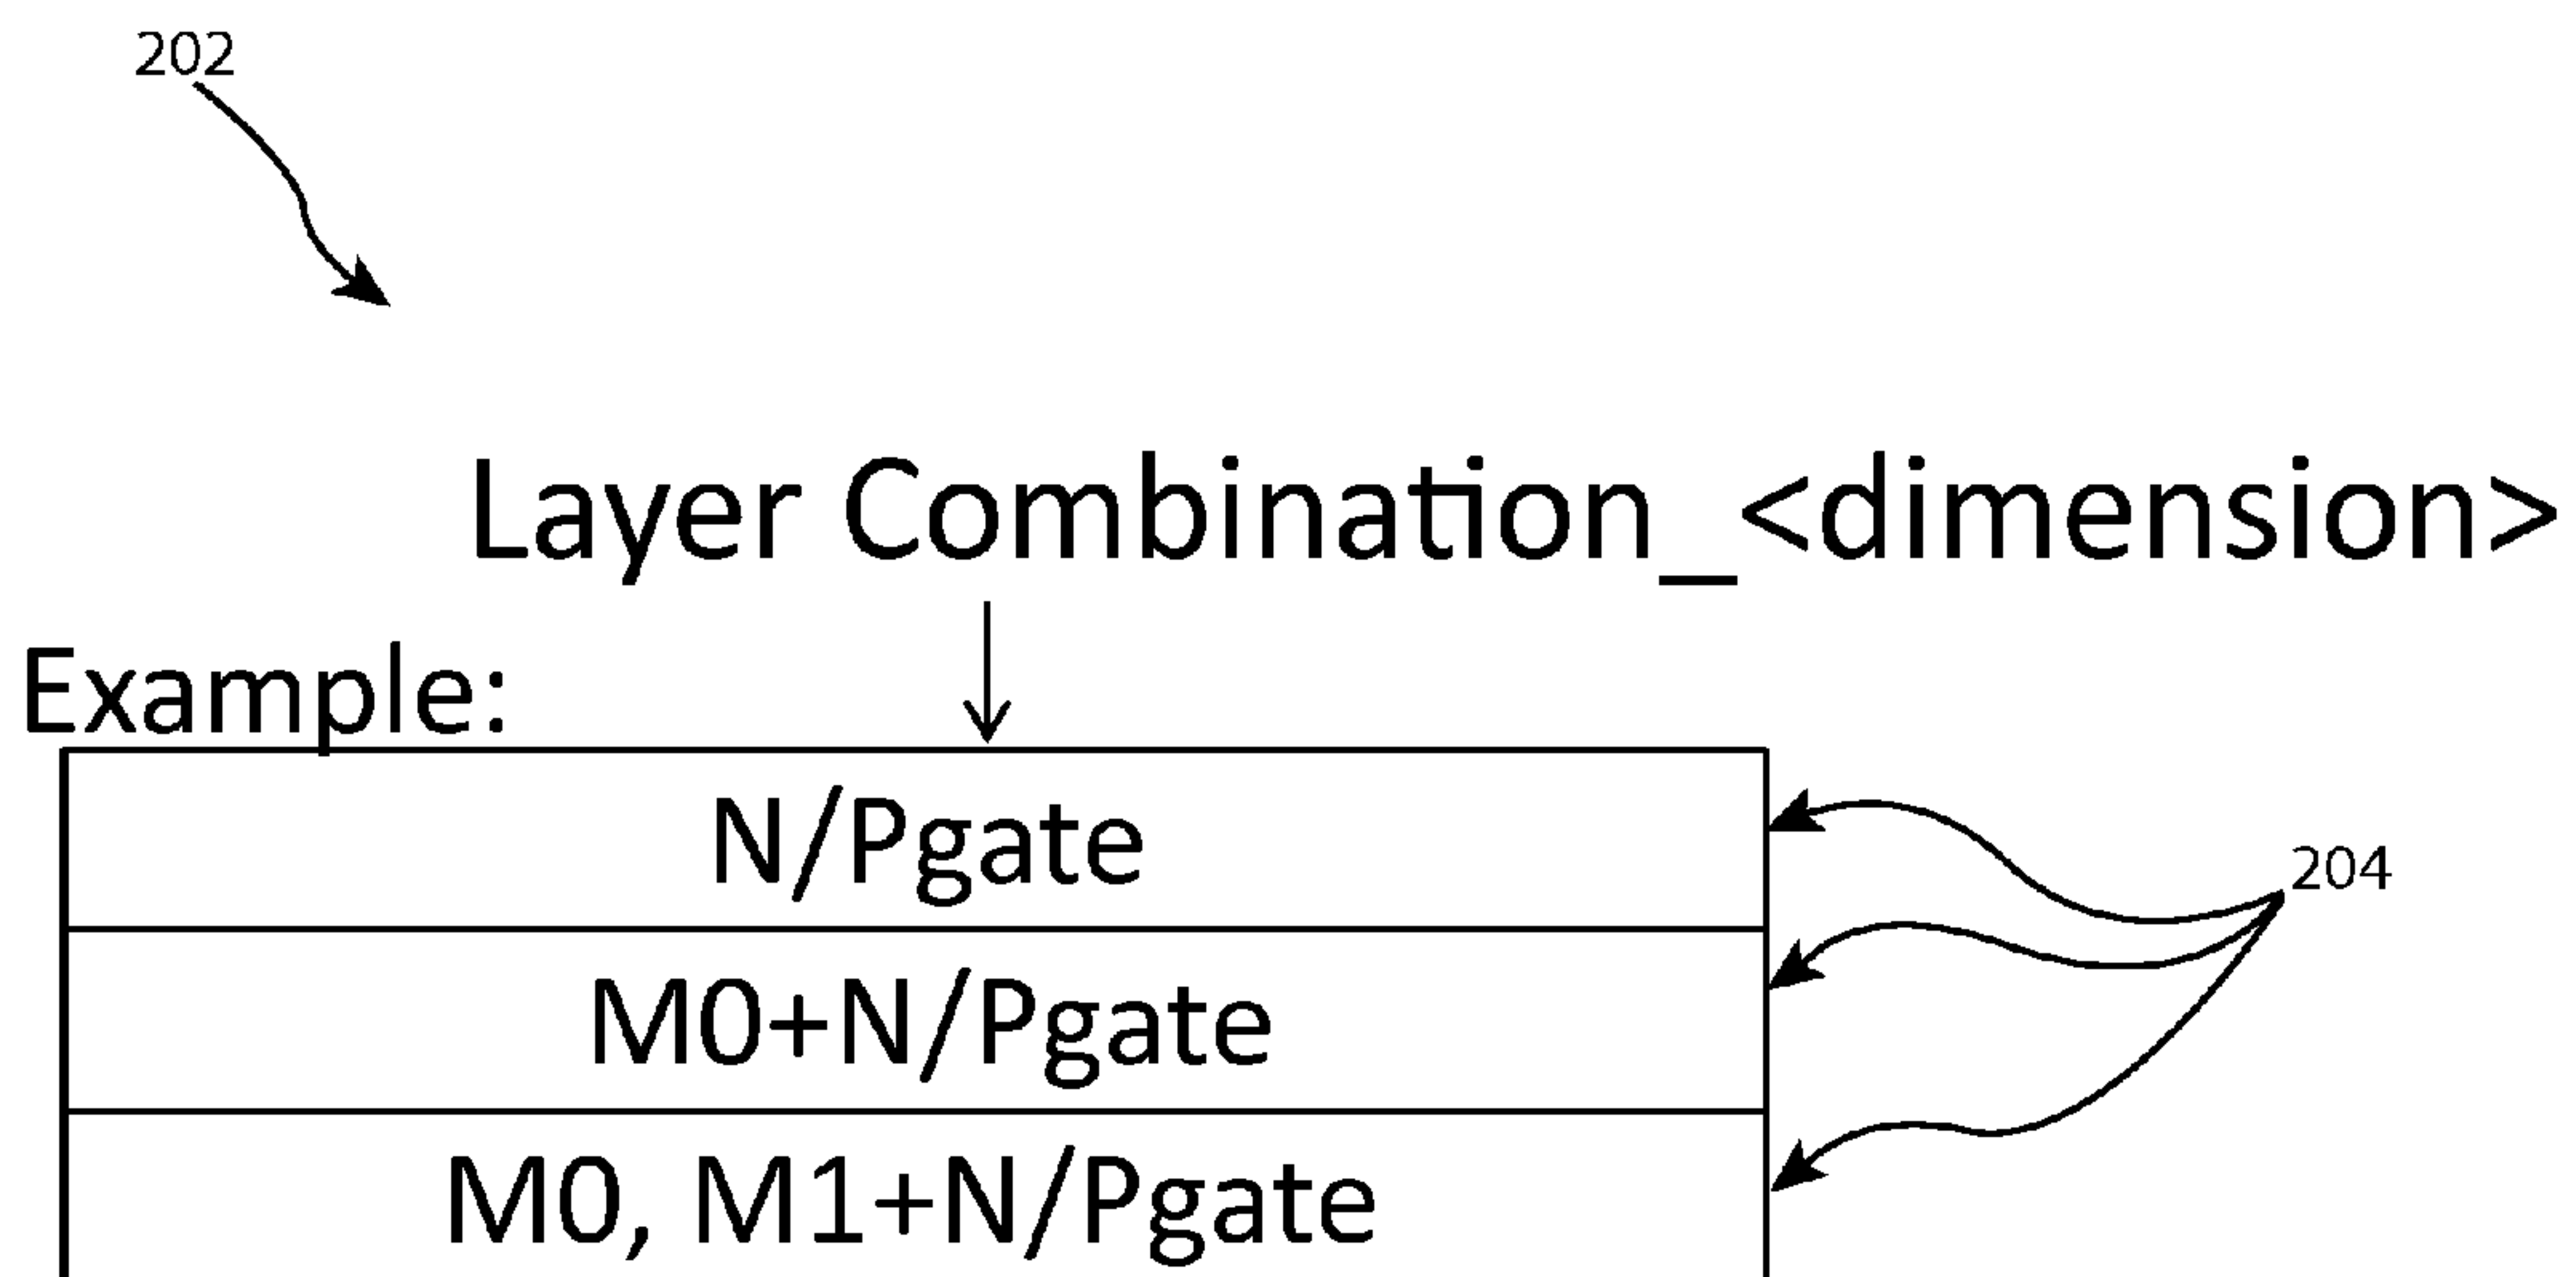 202
Layer Combination_<dimension>
Example:
N/Pgate
204
M0+N/Pgate
M0, M1+N/Pgate